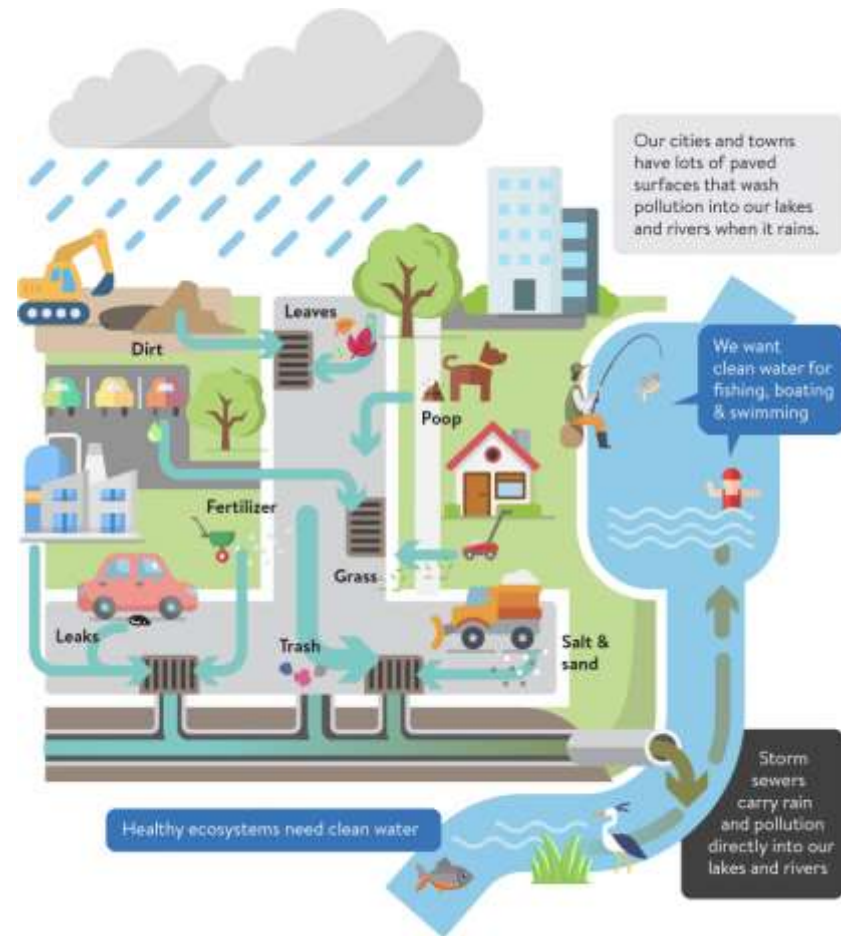 Our cities and towns
have lots of paved
surfaces that wash
pollution into our lakes
and rivers when it rains.
Leaves
Dirt
We want
clean water for
fishing, boating
& swimming
Poop
Fertilizer
Grass
Leaks
Trash
Salt &
sand
Storm
sewers
carry rain
and pollution
directly into our
lakes and rivers
Healthy ecosystems need clean water